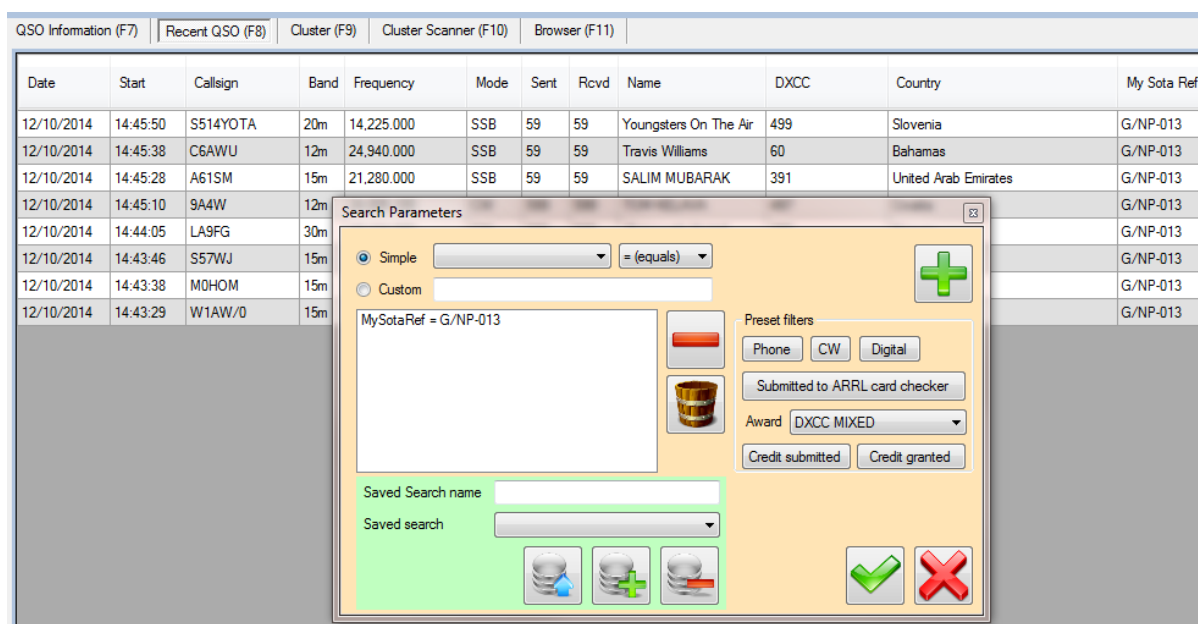 QSO Information (F7) Recent QSO (F8) Cluster (F9) Cluster Scanner (F10) Browser (F11)
Date Start Callsign Band Frequency Mode Sent Rcvd Name DXCC Country My Sota Ref
12/10/2014 14:45:50 S514YOTA 20m 14,225.000 SSB 59 59 Youngsters On The Air 499 Slovenia G/NP-013
12/10/2014 14:45:38 C6AWU 12m 24,940.000 SSB 59 59 Travis Williams 60 Bahamas G/NP-013
12/10/2014 14:45:28 A61SM 15m 21,280.000 SSB 59 59 SALIM MUBARAK 391 United Arab Emirates G/NP-013
12/10/2014 14:45:10 9A4W 12m G/NP-013
12/10/2014 14:44:05 LA9FG 30m G/NP-013
12/10/2014 14:43:46 S57WJ 15m G/NP-013
12/10/2014 14:43:38 M0HOM 15m G/NP-013
12/10/2014 14:43:29 W1AW/0 15m G/NP-013
Search Parameters
Simple = (equals)
Custom
MySotaRef = G/NP-013
Preset filters
Phone CW Digital
Submitted to ARRL card checker
Award DXCC MIXED
Credit submitted Credit granted
Saved Search name
Saved search